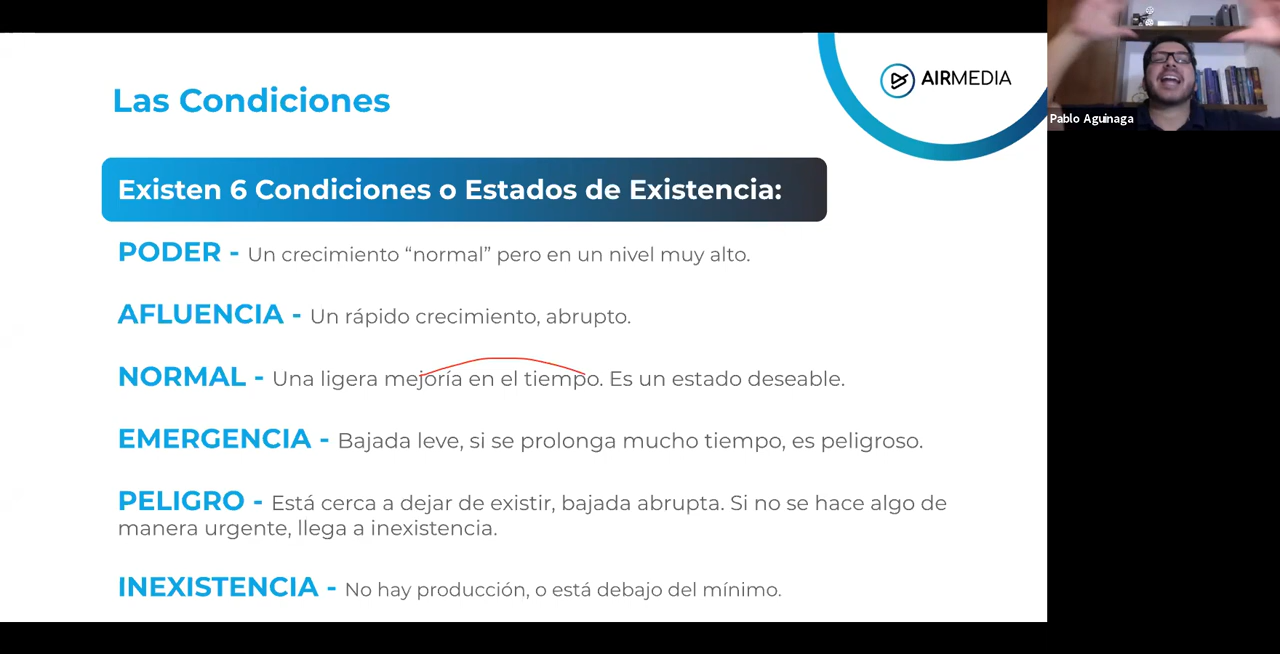 Las Condiciones
AIRMEDIA
Pablo Aguinaga
Existen 6 Condiciones o Estados de Existencia:
PODER - Un crecimiento “normal” pero en un nivel muy alto.
AFLUENCIA - Un rápido crecimiento, abrupto.
NORMAL - Una ligera mejoría en el tiempo. Es un estado deseable.
EMERGENCIA - Bajada leve, si se prolonga mucho tiempo, es peligroso.
PELIGRO - Está cerca a dejar de existir, bajada abrupta. Si no se hace algo de
manera urgente, llega a inexistencia.
INEXISTENCIA - No hay producción, o está debajo del mínimo.